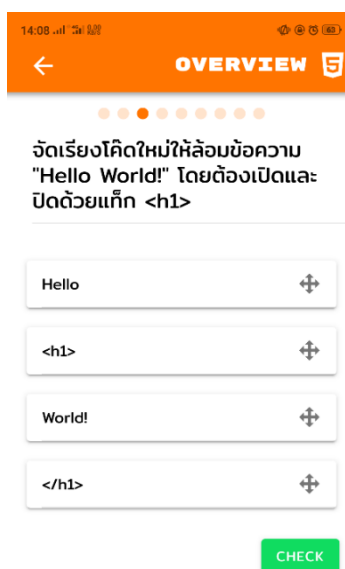 14:08
63
OVERVIEW
5
จัดเรียงโค๊ดใหม่ให้ล้อมข้อความ
"Hello World!" โดยต้องเปิดและ
ปิดด้วยแท็ก <h1>
Hello
<h1>
World!
</h1>
CHECK